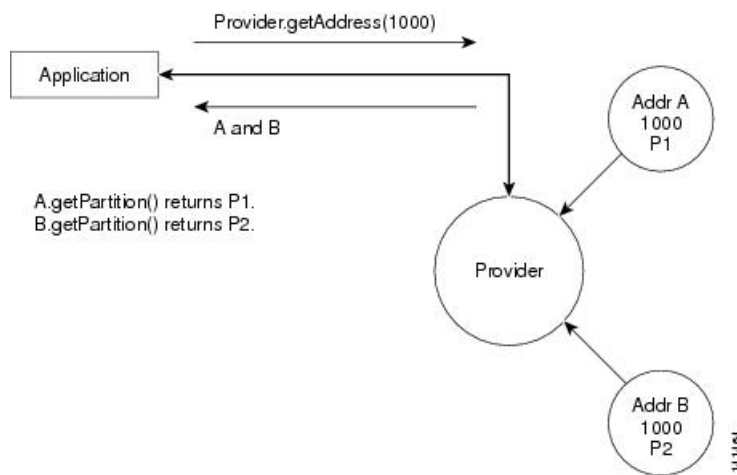 Provider.getAddress(1000)
Application
A and B
A.getPartition() returns P1.
B.getPartition() returns P2.
Addr A
1000
P1
Provider
Addr B
1000
P2